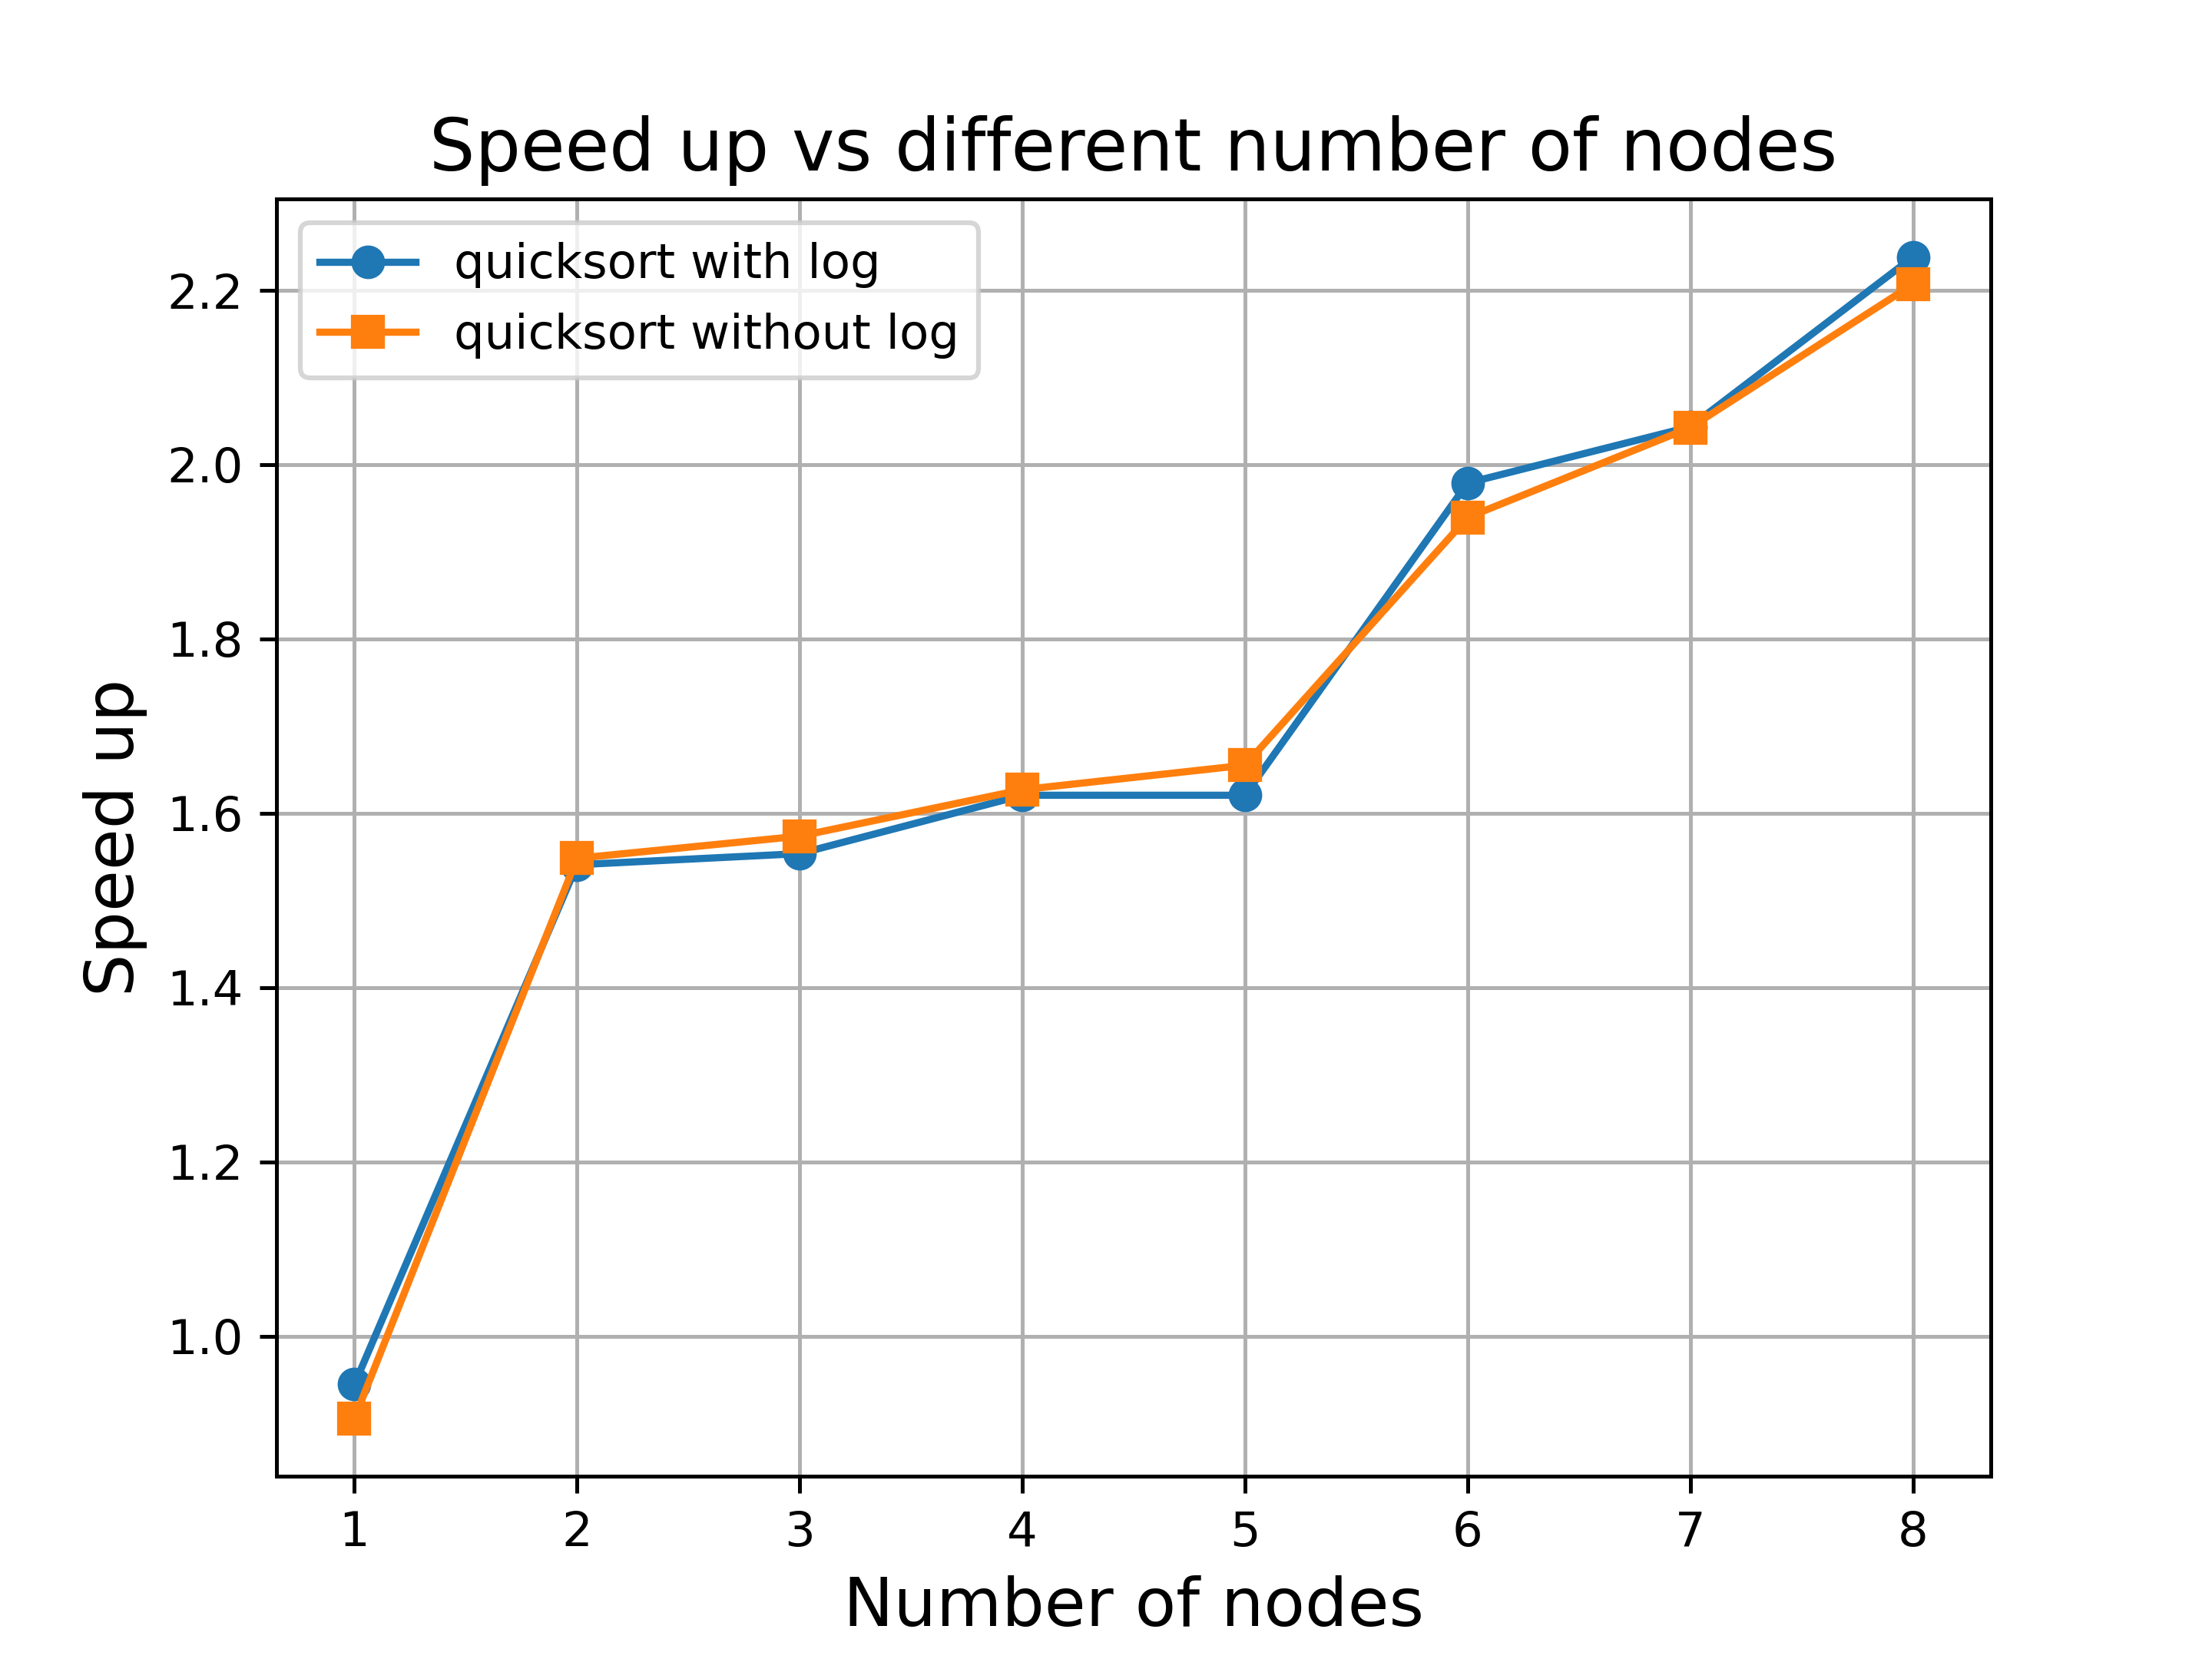 Speed up vs different number of nodes
quicksort with log
quicksort without log
2.2
2.0
1.8
1.6
1.4
1.2
1.0
Speed up
1 2 3 4 5 6 7 8
Number of nodes